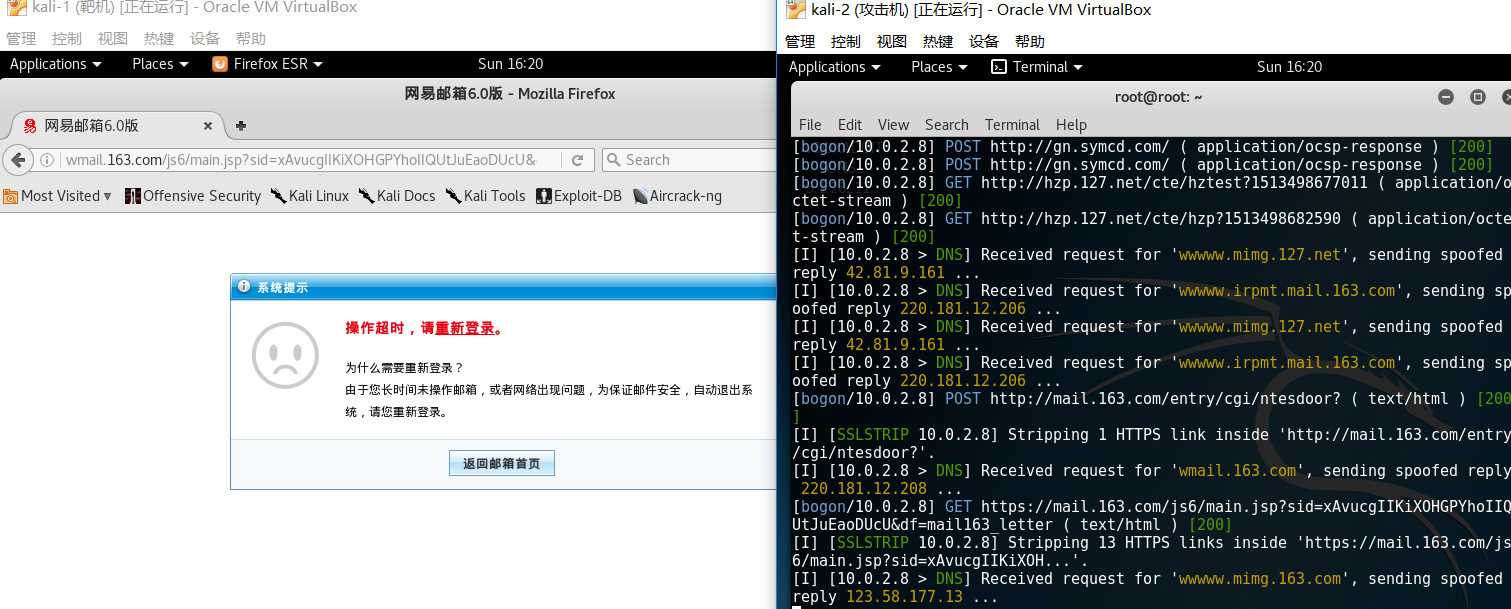 kali-1 (靶机) [正在运行] - Oracle VM VirtualBox
管理 控制 视图 热键 设备 帮助
Applications Places Firefox ESR Sun 16:20
网易邮箱6.0版 - Mozilla Firefox
网易邮箱6.0版
wmail.163.com/js6/main.jsp?sid=xAvucgIIKiXOHGPYhoIIQUtJuEaoDUcU& Search
Most Visited Offensive Security Kali Linux Kali Docs Kali Tools Exploit-DB Aircrack-ng
系统提示
操作超时，请重新登录。
为什么需要重新登录？
由于您长时间未操作邮箱，或者网络出现问题，为保证邮件安全，自动退出系
统，请您重新登录。
返回邮箱首页
kali-2 (攻击机) [正在运行] - Oracle VM VirtualBox
管理 控制 视图 热键 设备 帮助
Applications Places Terminal Sun 16:20
root@root: ~
File Edit View Search Terminal Help
[bogon/10.0.2.8] POST http://gn.symcd.com/ ( application/ocsp-response ) [200]
[bogon/10.0.2.8] POST http://gn.symcd.com/ ( application/ocsp-response ) [200]
[bogon/10.0.2.8] GET http://hzp.127.net/cte/hztest?1513498677011 ( application/o
ctet-stream ) [200]
[bogon/10.0.2.8] GET http://hzp.127.net/cte/hzp?1513498682590 ( application/octe
t-stream ) [200]
[I] [10.0.2.8 > DNS] Received request for 'wwwww.mimg.127.net', sending spoofed
reply 42.81.9.161 ...
[I] [10.0.2.8 > DNS] Received request for 'wwwww.irpmt.mail.163.com', sending sp
oofed reply 220.181.12.206 ...
[I] [10.0.2.8 > DNS] Received request for 'wwwww.mimg.127.net', sending spoofed
reply 42.81.9.161 ...
[I] [10.0.2.8 > DNS] Received request for 'wwwww.irpmt.mail.163.com', sending sp
oofed reply 220.181.12.206 ...
[bogon/10.0.2.8] POST http://mail.163.com/entry/cgi/ntesdoor? ( text/html ) [200
]
[I] [SSLSTRIP 10.0.2.8] Stripping 1 HTTPS link inside 'http://mail.163.com/entry
/cgi/ntesdoor?'.
[I] [10.0.2.8 > DNS] Received request for 'wmail.163.com', sending spoofed reply
220.181.12.208 ...
[bogon/10.0.2.8] GET https://mail.163.com/js6/main.jsp?sid=xAvucgIIKiXOHGPYhoIIQ
UtJuEaoDUcU&df=mail163_letter ( text/html ) [200]
[I] [SSLSTRIP 10.0.2.8] Stripping 13 HTTPS links inside 'https://mail.163.com/js
6/main.jsp?sid=xAvucgIIKiXOH...'.
[I] [10.0.2.8 > DNS] Received request for 'wwwww.mimg.163.com', sending spoofed
reply 123.58.177.13 ...